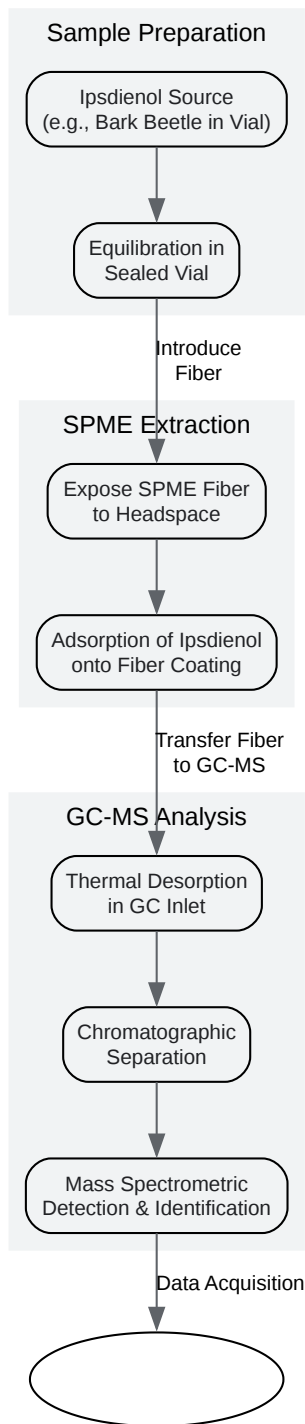 Sample Preparation
Ipsdienol Source
(e.g., Bark Beetle in Vial)
Equilibration in
Sealed Vial
Introduce
Fiber
SPME Extraction
Expose SPME Fiber
to Headspace
Adsorption of Ipsdienol
onto Fiber Coating
Transfer Fiber
to GC-MS
GC-MS Analysis
Thermal Desorption
in GC Inlet
Chromatographic
Separation
Mass Spectrometric
Detection & Identification
Data Acquisition